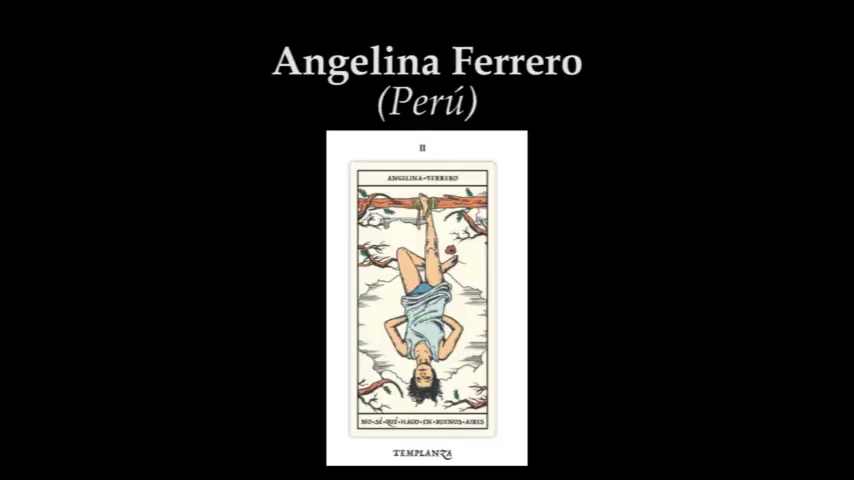 Angelina Ferrero
(Perú)
II
ANGELINA•FERRERO
NO•SÉ•QUÉ•HAGO•EN•BUENOS•AIRES
TEMPLANZA